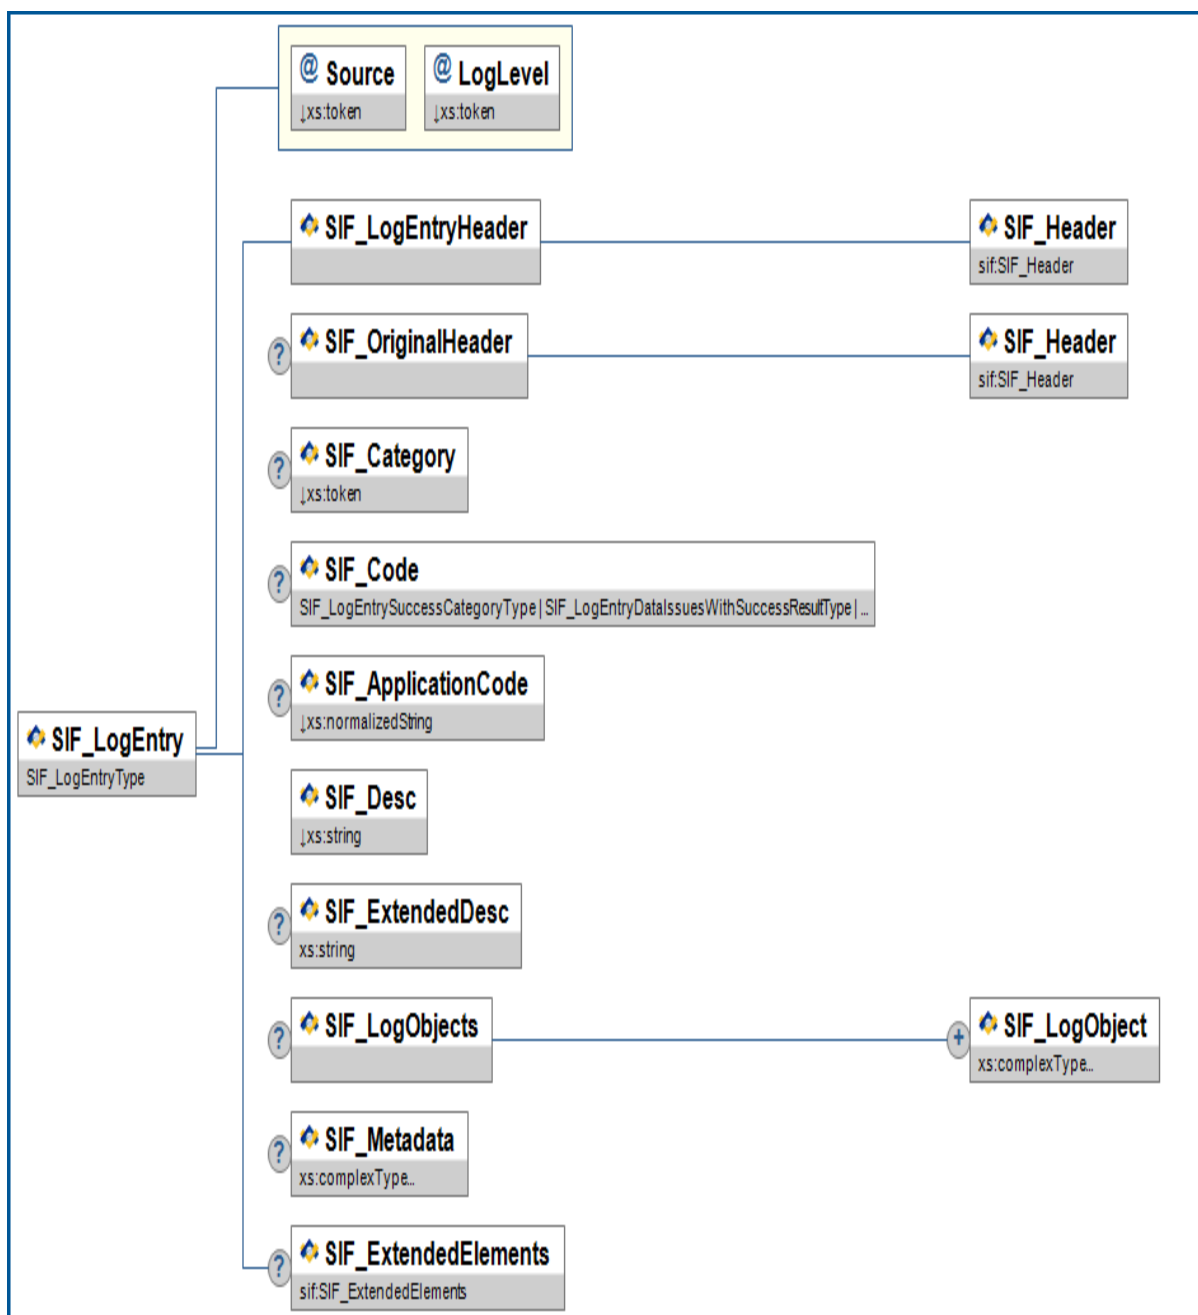 @ Source
↓xs:token
@ LogLevel
↓xs:token
SIF_LogEntryHeader
SIF_Header
sif:SIF_Header
? SIF_OriginalHeader
SIF_Header
sif:SIF_Header
? SIF_Category
↓xs:token
? SIF_Code
SIF_LogEntrySuccessCategoryType | SIF_LogEntryDataIssuesWithSuccessResultType | ...
? SIF_ApplicationCode
↓xs:normalizedString
SIF_LogEntry
SIF_LogEntryType
SIF_Desc
↓xs:string
? SIF_ExtendedDesc
xs:string
? SIF_LogObjects
+ SIF_LogObject
xs:complexType...
? SIF_Metadata
xs:complexType...
? SIF_ExtendedElements
sif:SIF_ExtendedElements